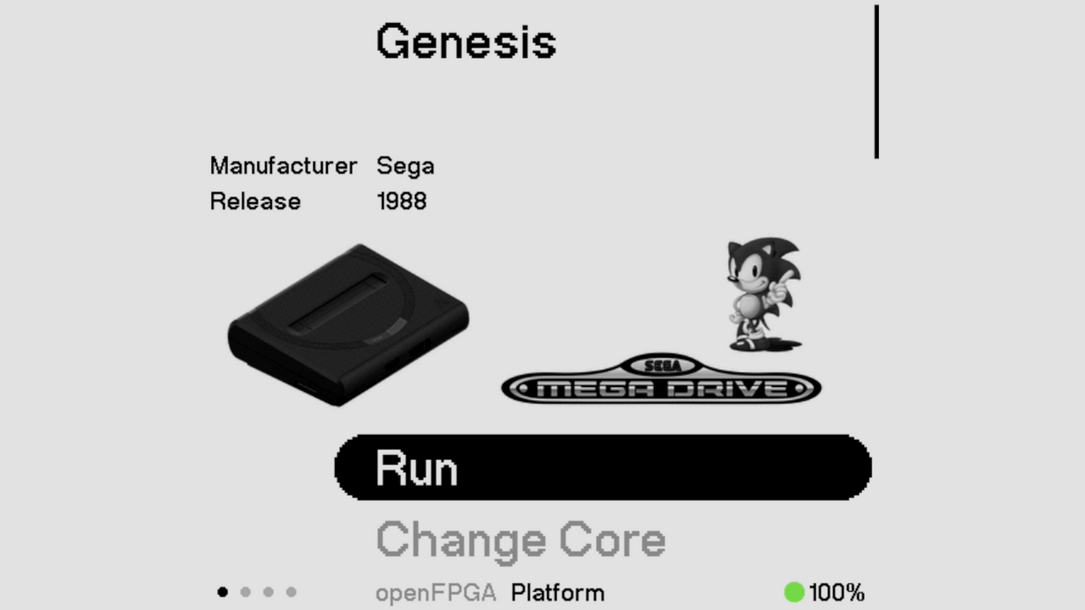 Genesis
Manufacturer Sega
Release 1988
SEGA
MEGA DRIVE
Run
Change Core
openFPGA Platform 100%